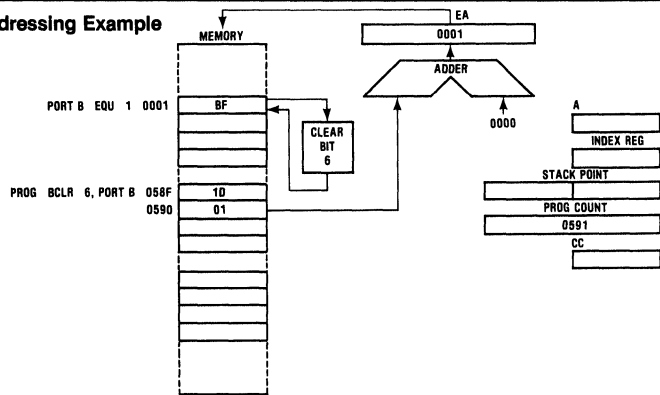 dressing Example
MEMORY
EA
0001
ADDER
PORT B EQU 1 0001
BF
CLEAR
BIT
6
0000
A
INDEX REG
STACK POINT
PROG BCLR 6, PORT B 058F
1D
0590
01
PROG COUNT
0591
CC